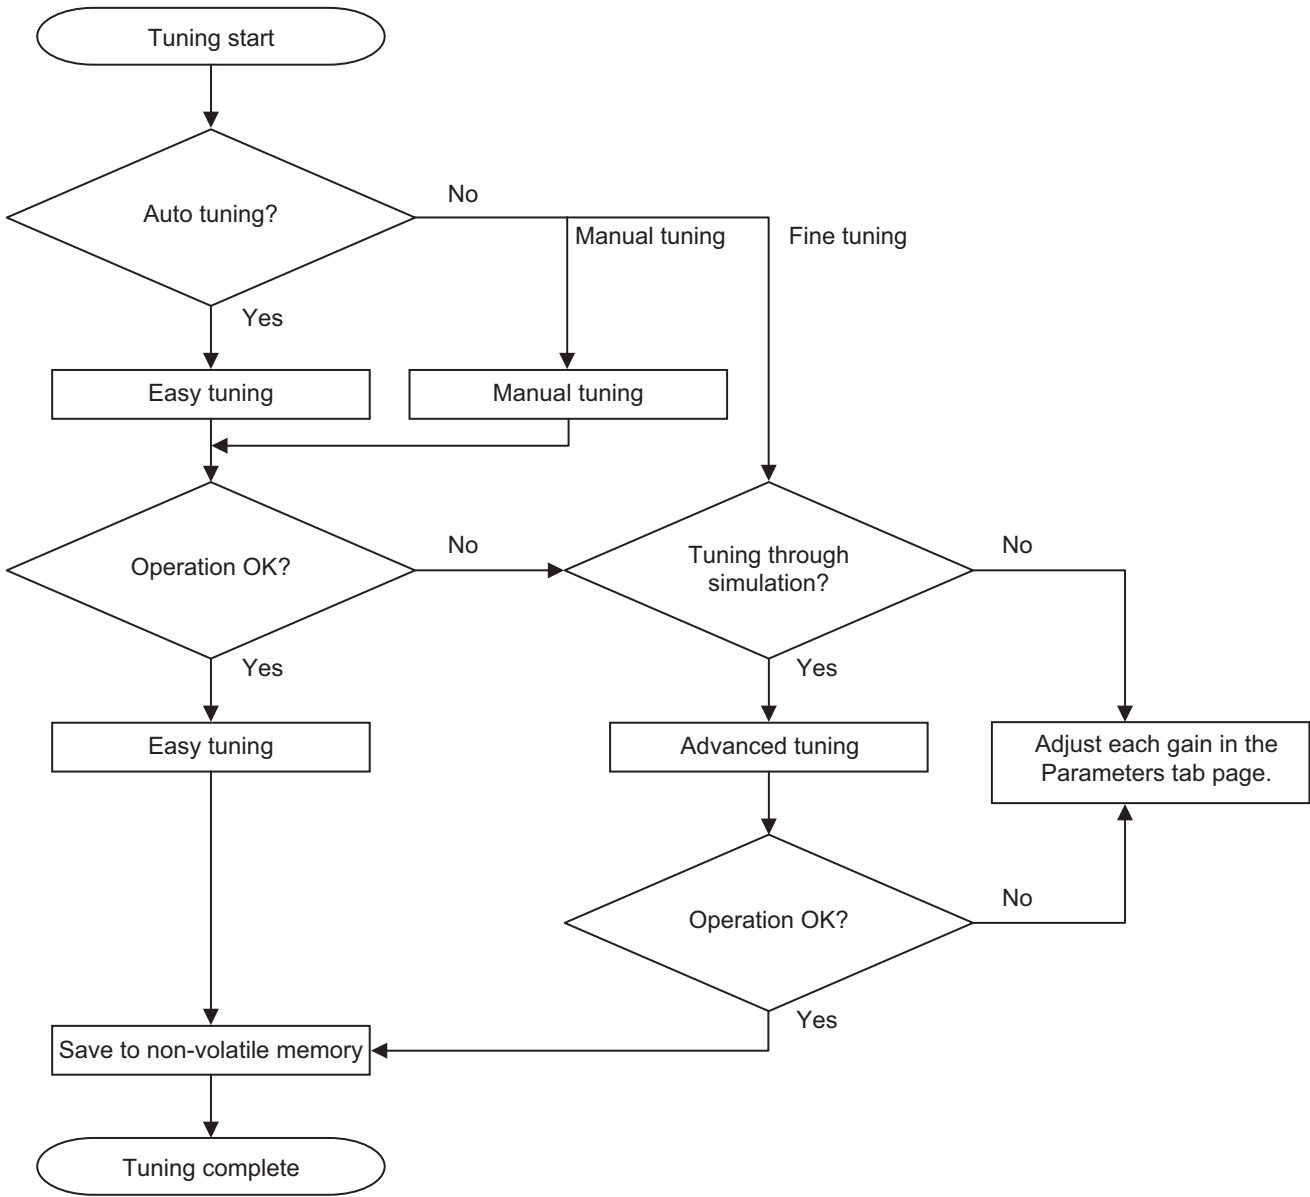 Tuning start
Auto tuning?
No
Manual tuning
Fine tuning
Yes
Easy tuning
Manual tuning
Operation OK?
No
Tuning through
simulation?
No
Yes
Yes
Easy tuning
Advanced tuning
Adjust each gain in the
Parameters tab page.
Operation OK?
No
Yes
Save to non-volatile memory
Tuning complete